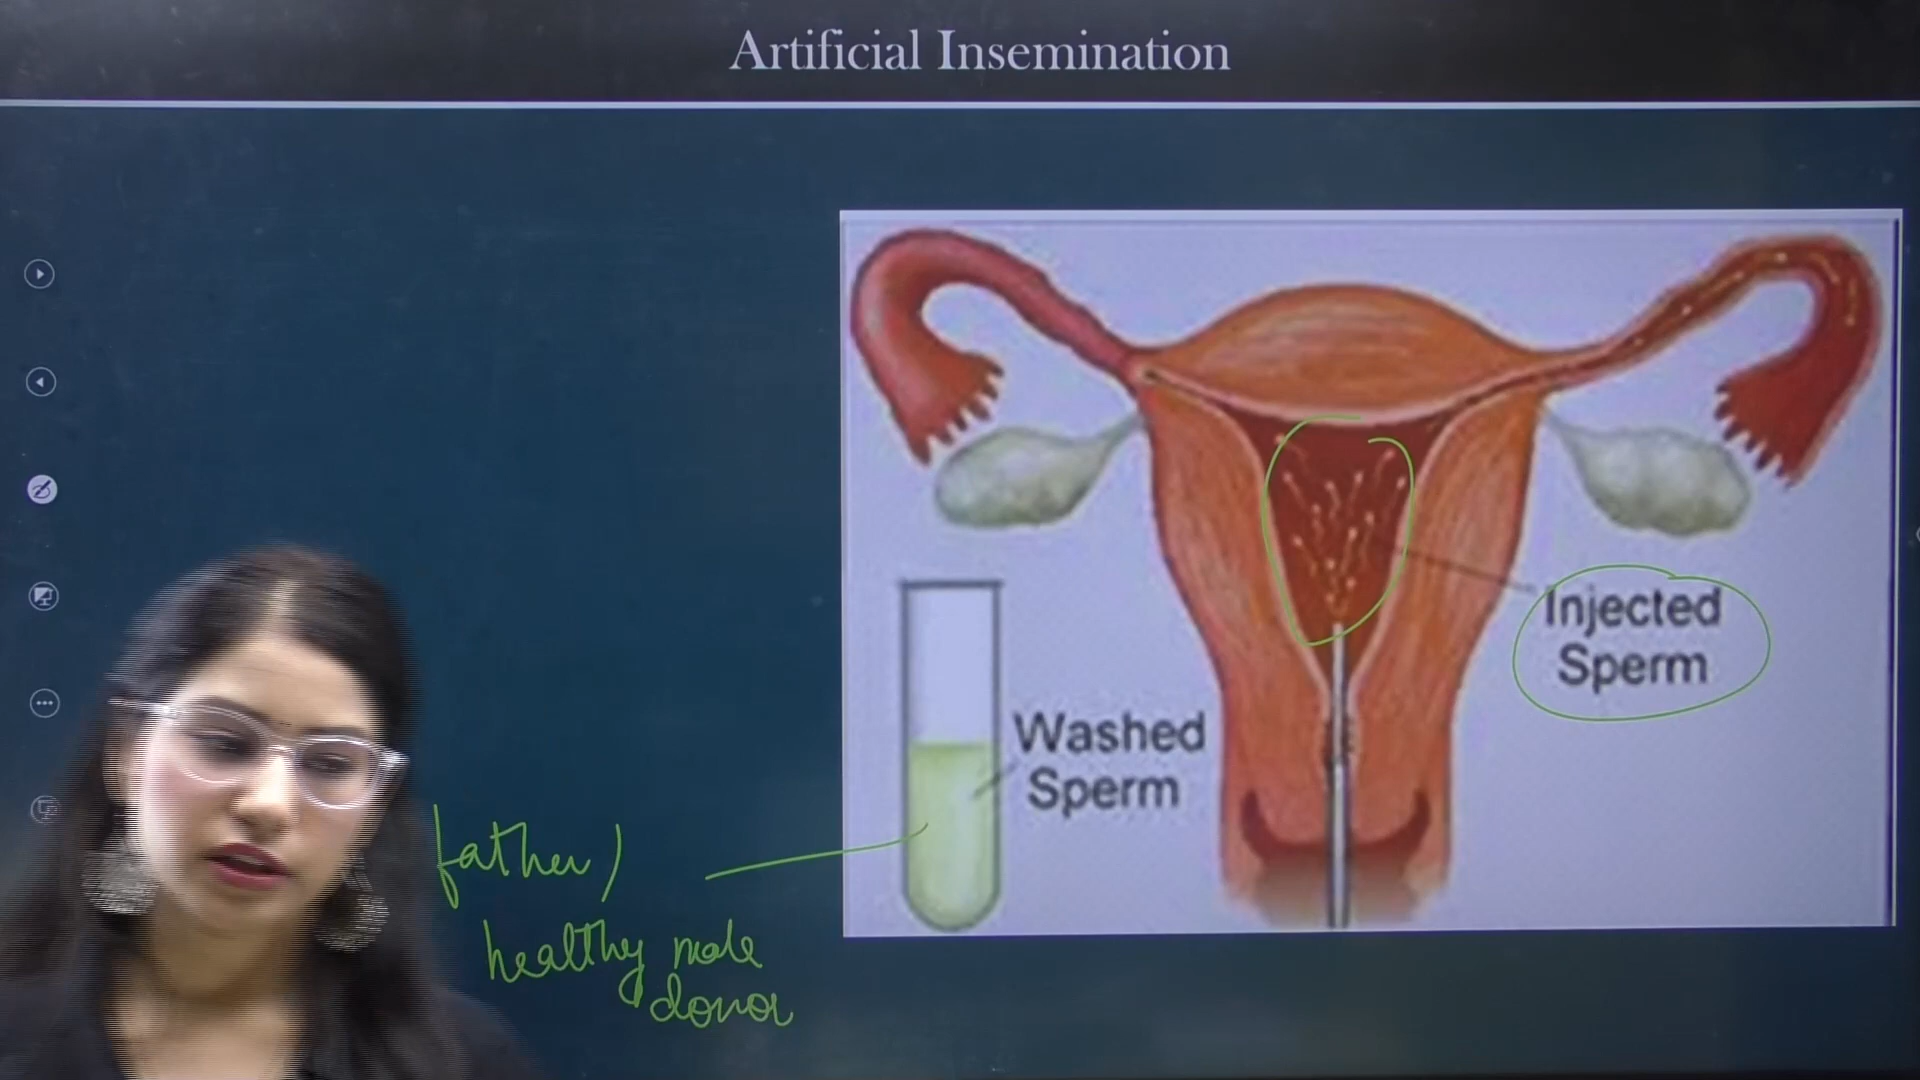 Artificial Insemination
Injected
Sperm
Washed
Sperm
father /
healthy male
donor